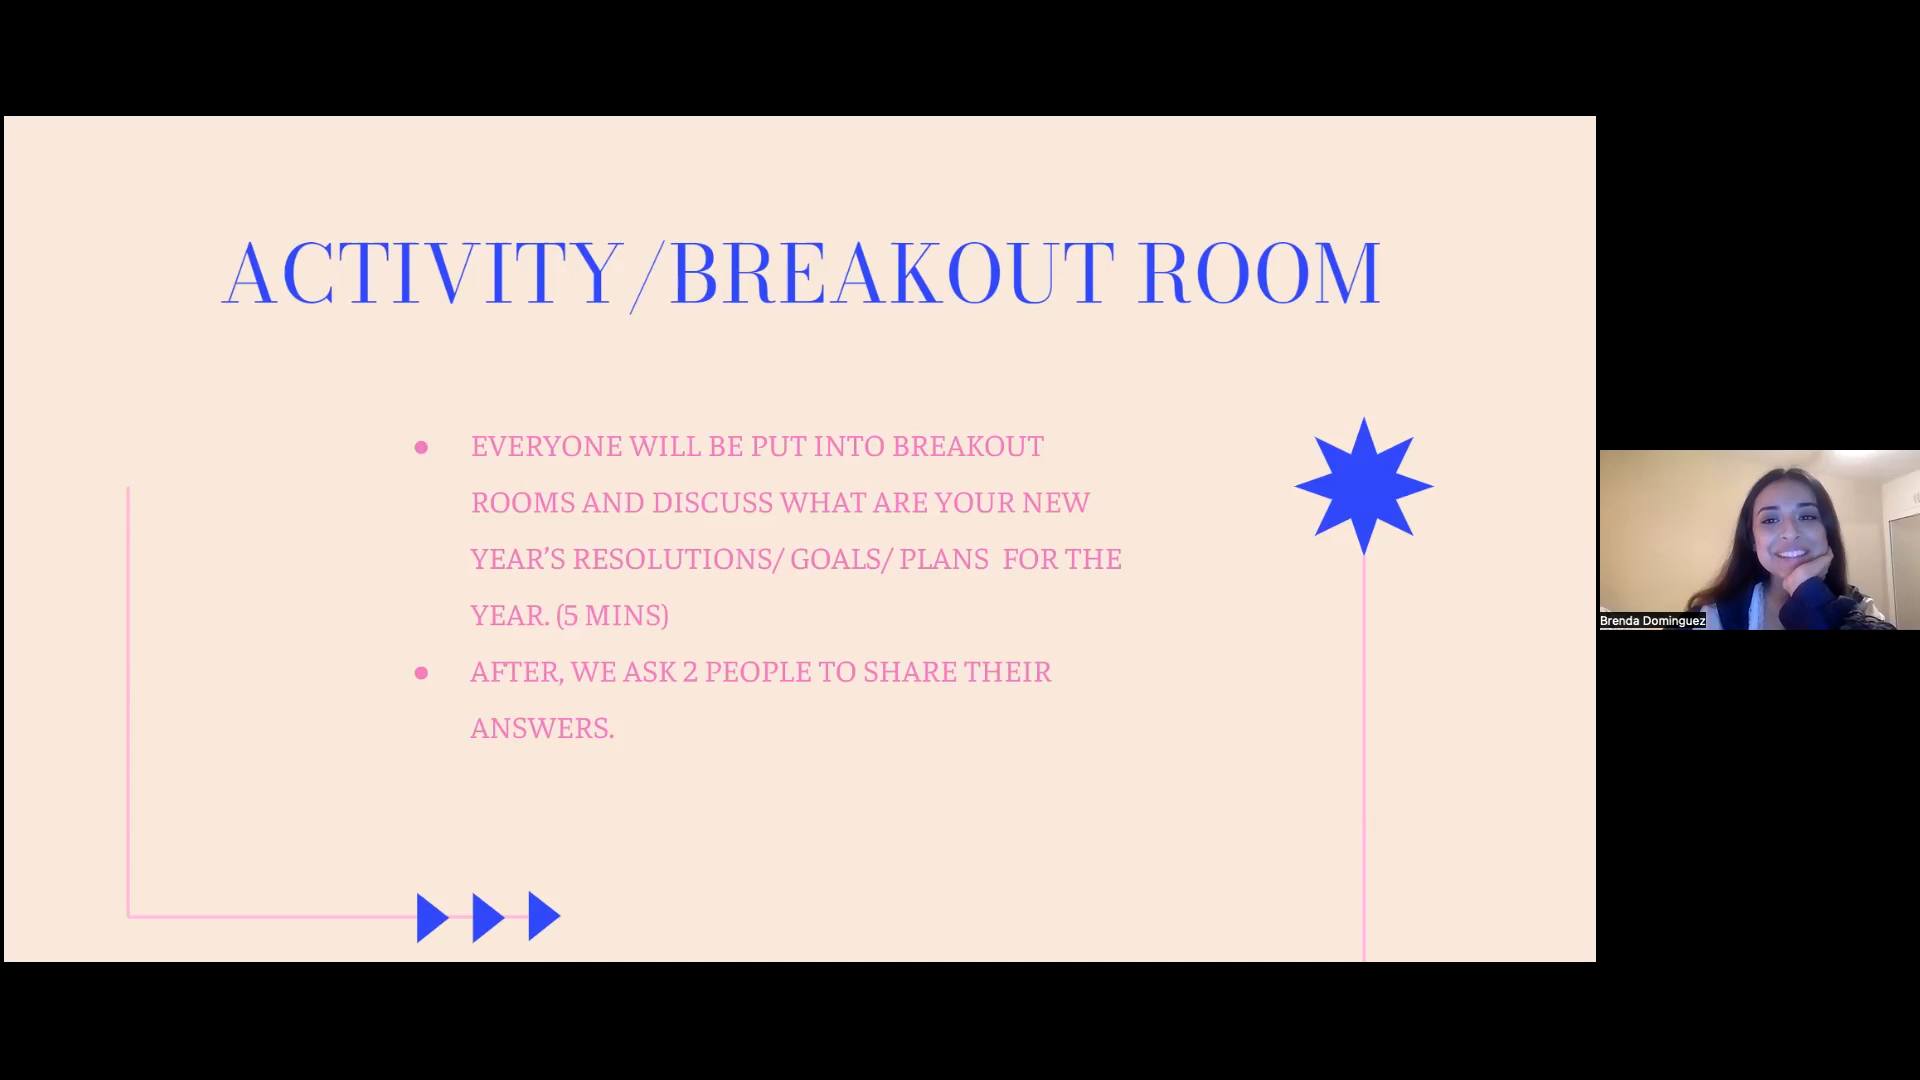 ACTIVITY/BREAKOUT ROOM
● EVERYONE WILL BE PUT INTO BREAKOUT
ROOMS AND DISCUSS WHAT ARE YOUR NEW
YEAR’S RESOLUTIONS/ GOALS/ PLANS  FOR THE
YEAR. (5 MINS)
● AFTER, WE ASK 2 PEOPLE TO SHARE THEIR
ANSWERS.
Brenda Dominguez